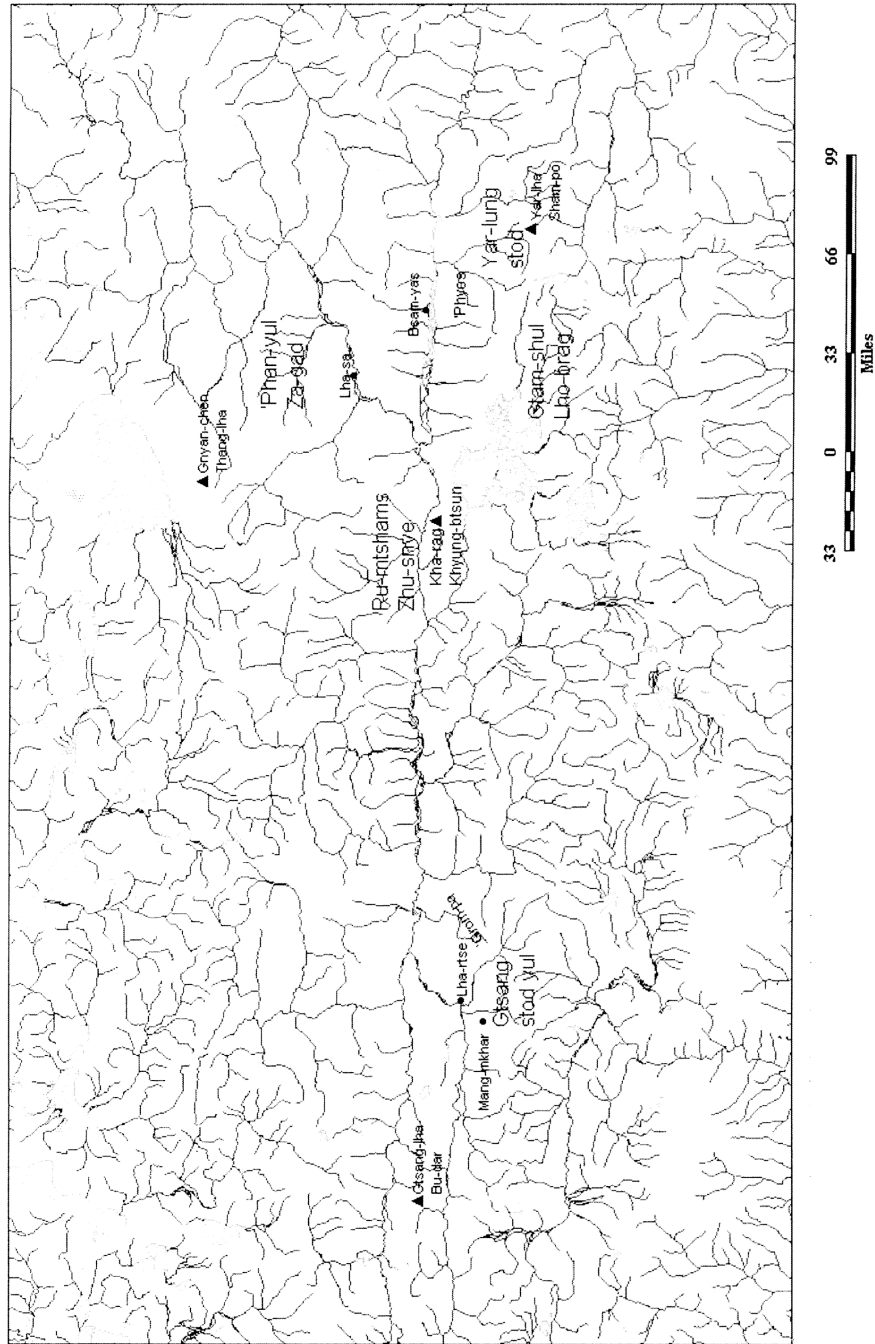 Gnyan-chen
Thang-lha
'Phan-yul
Za-gad
Lha-sa
Ru-mtshams
Zhu-snye
Kha-rag
Khyung-btsun
Bsam-yas
'Phyos
Yar-lung
stod
Yar-lha
Sham-po
Gtam-shul
Lho-brag
Gtsang-lha
Bu-dar
Lha-rtse
Grom-pa
Mang-mkhar
Gtsang
stod yul
33 0 33 66 99
Miles